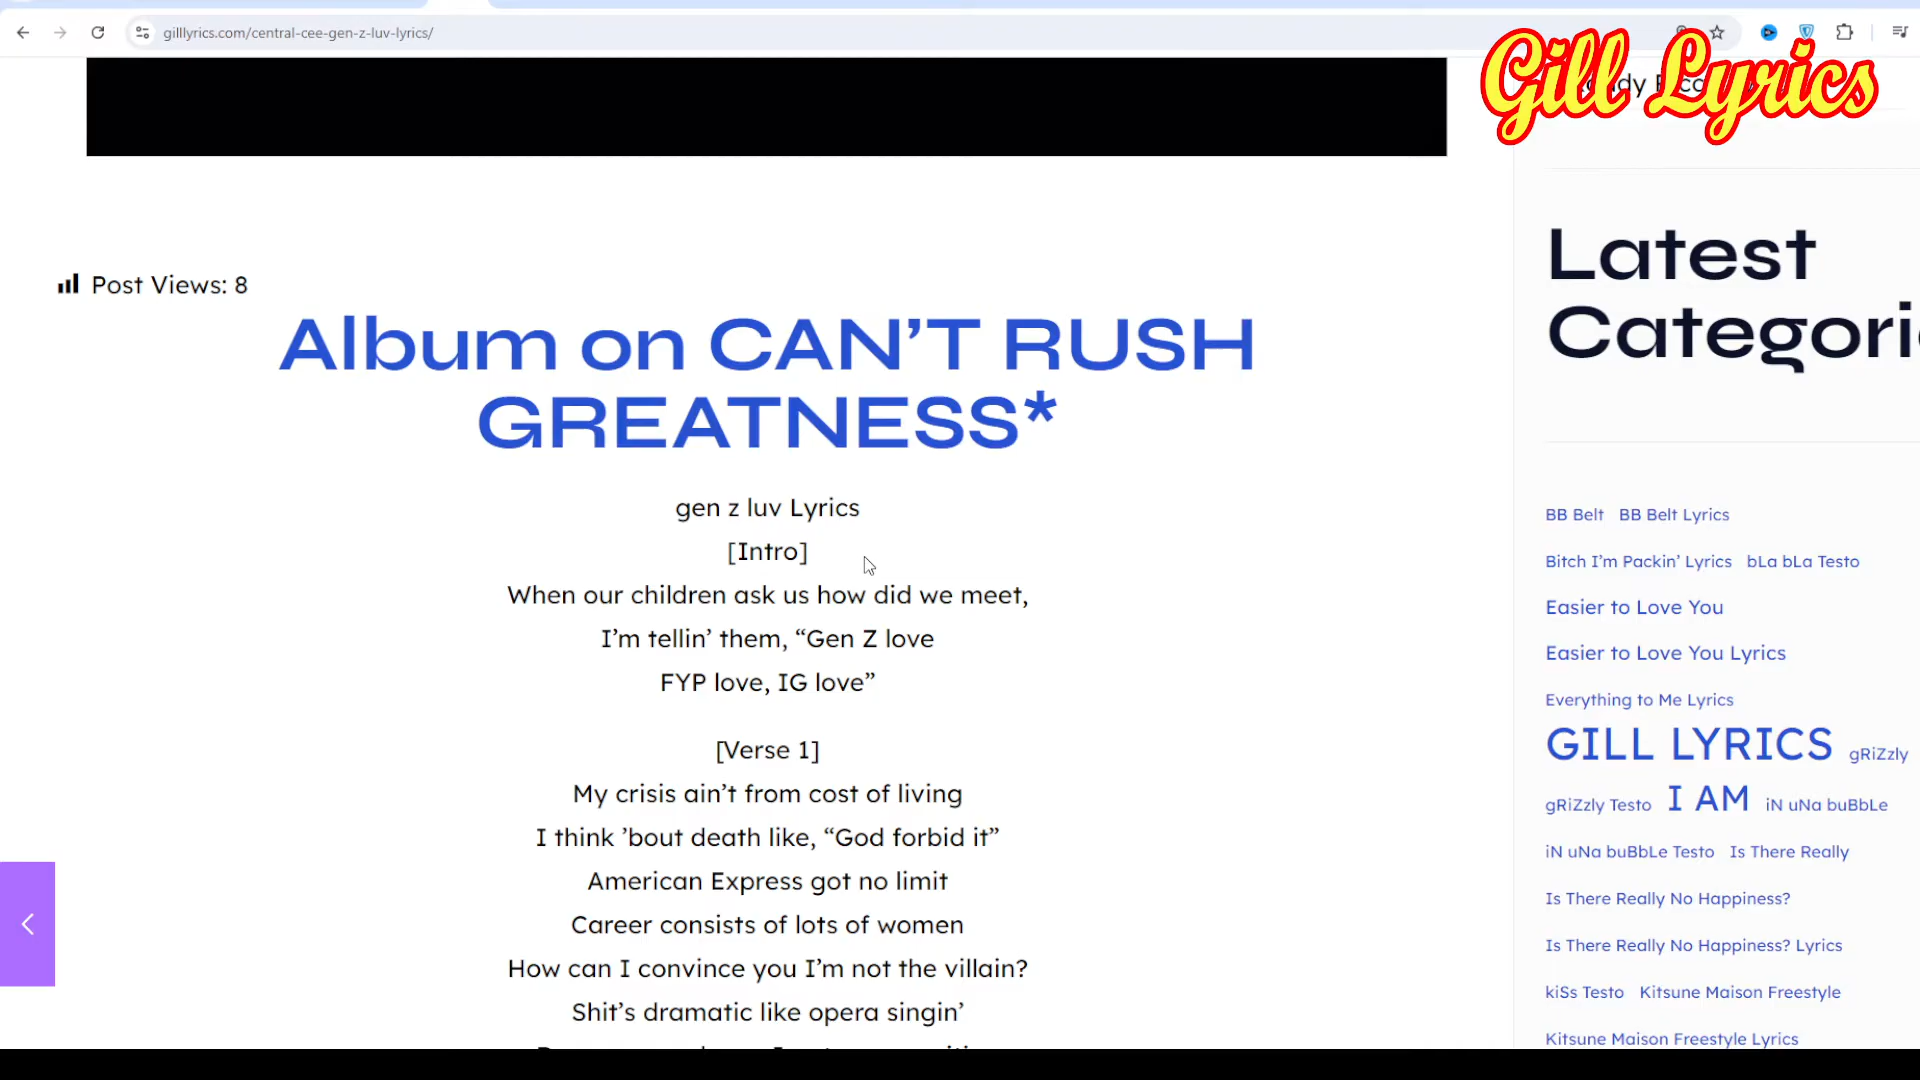 gilllyrics.com/central-cee-gen-z-luv-lyrics/
Gill Lyrics
Post Views: 8
Album on CAN’T RUSH
GREATNESS*
gen z luv Lyrics
[Intro]
When our children ask us how did we meet,
I’m tellin’ them, “Gen Z love
FYP love, IG love”
[Verse 1]
My crisis ain’t from cost of living
I think ’bout death like, “God forbid it”
American Express got no limit
Career consists of lots of women
How can I convince you I’m not the villain?
Shit’s dramatic like opera singin’
Latest
Categori
BB Belt BB Belt Lyrics
Bitch I’m Packin’ Lyrics bLa bLa Testo
Easier to Love You
Easier to Love You Lyrics
Everything to Me Lyrics
GILL LYRICS gRiZzly
gRiZzly Testo I AM iN uNa buBbLe
iN uNa buBbLe Testo Is There Really
Is There Really No Happiness?
Is There Really No Happiness? Lyrics
kiSs Testo Kitsune Maison Freestyle
Kitsune Maison Freestyle Lyrics